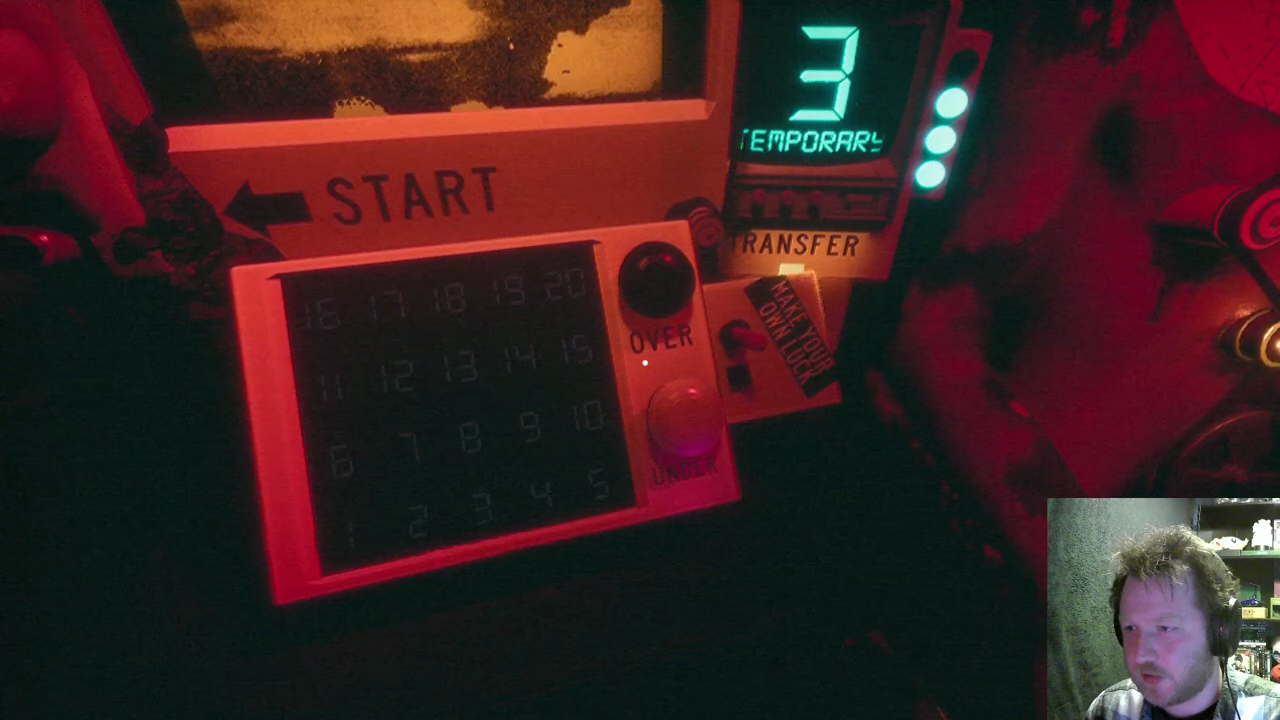 3
TEMPORARY
START
TRANSFER
MAKE YOUR
OWN LUCK
16 17 18 19 20
11 12 13 14 15
6 7 8 9 10
1 2 3 4 5
OVER
UNDER